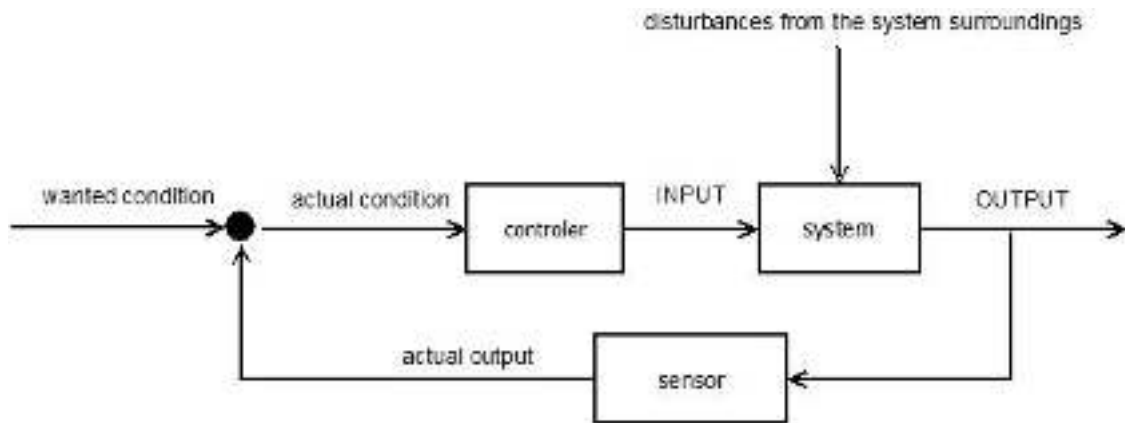 disturbances from the system surroundings
wanted condition
actual condition
controler
INPUT
system
OUTPUT
actual output
sensor